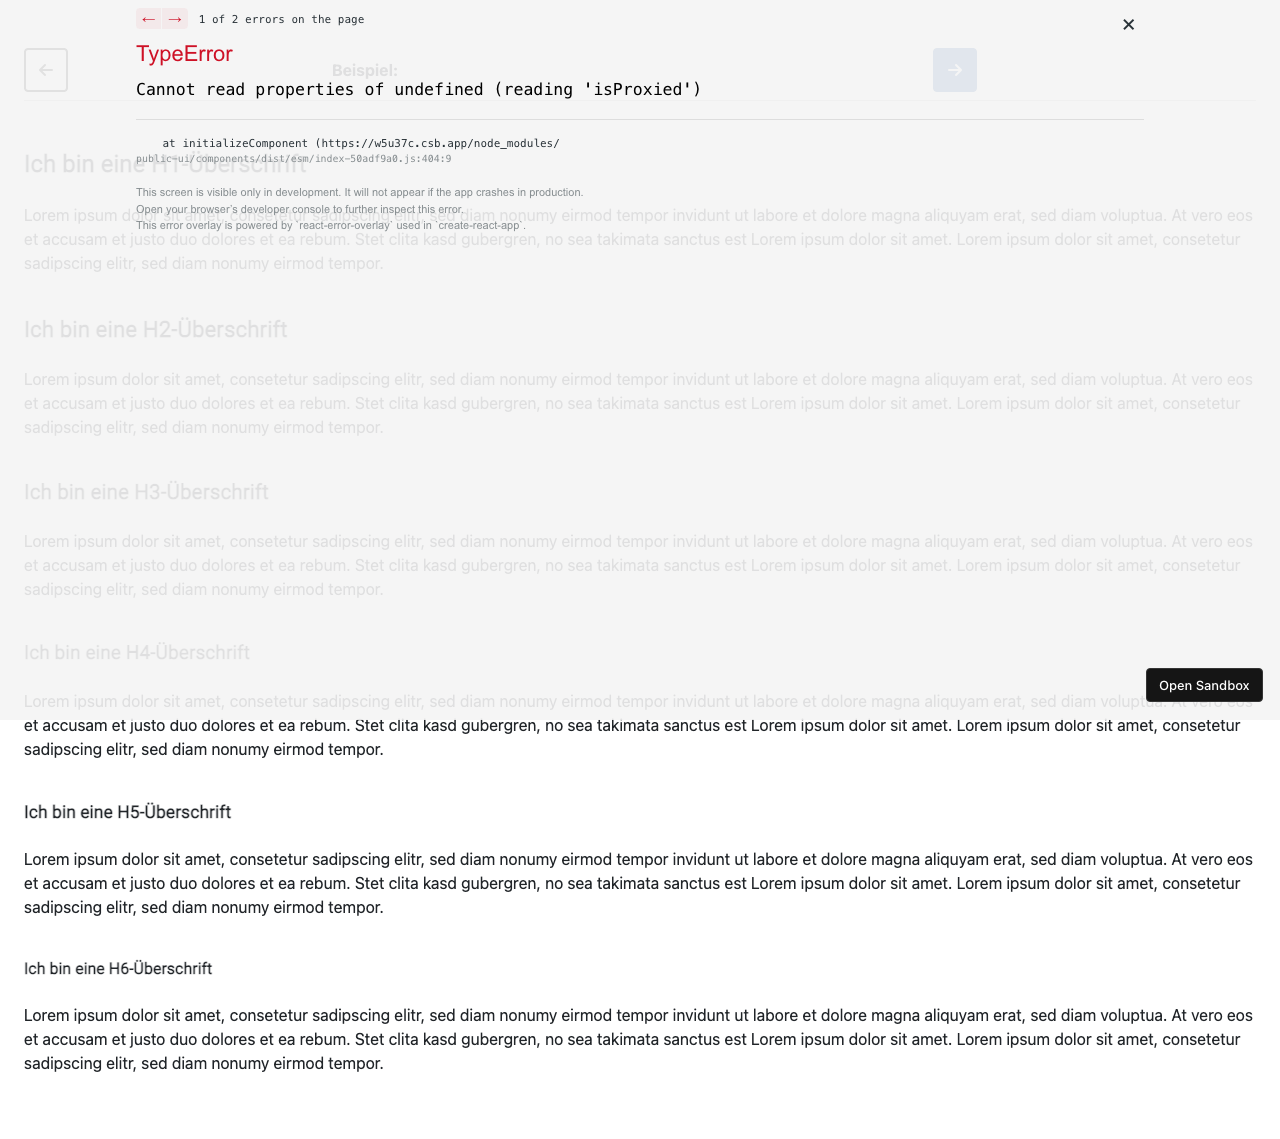 ← → 1 of 2 errors on the page
TypeError
Beispiel:
Cannot read properties of undefined (reading 'isProxied')
at initializeComponent (https://w5u37c.csb.app/node_modules/
public-ui/components/dist/esm/index-50adf9a0.js:404:9
Ich bin eine H1-Überschrift
This screen is visible only in development. It will not appear if the app crashes in production.
Open your browser's developer console to further inspect this error.
This error overlay is powered by `react-error-overlay` used in `create-react-app`.
Lorem ipsum dolor sit amet, consetetur sadipscing elitr, sed diam nonumy eirmod tempor invidunt ut labore et dolore magna aliquyam erat, sed diam voluptua. At vero eos
et accusam et justo duo dolores et ea rebum. Stet clita kasd gubergren, no sea takimata sanctus est Lorem ipsum dolor sit amet. Lorem ipsum dolor sit amet, consetetur
sadipscing elitr, sed diam nonumy eirmod tempor.
Ich bin eine H2-Überschrift
Lorem ipsum dolor sit amet, consetetur sadipscing elitr, sed diam nonumy eirmod tempor invidunt ut labore et dolore magna aliquyam erat, sed diam voluptua. At vero eos
et accusam et justo duo dolores et ea rebum. Stet clita kasd gubergren, no sea takimata sanctus est Lorem ipsum dolor sit amet. Lorem ipsum dolor sit amet, consetetur
sadipscing elitr, sed diam nonumy eirmod tempor.
Ich bin eine H3-Überschrift
Lorem ipsum dolor sit amet, consetetur sadipscing elitr, sed diam nonumy eirmod tempor invidunt ut labore et dolore magna aliquyam erat, sed diam voluptua. At vero eos
et accusam et justo duo dolores et ea rebum. Stet clita kasd gubergren, no sea takimata sanctus est Lorem ipsum dolor sit amet. Lorem ipsum dolor sit amet, consetetur
sadipscing elitr, sed diam nonumy eirmod tempor.
Ich bin eine H4-Überschrift
Open Sandbox
Lorem ipsum dolor sit amet, consetetur sadipscing elitr, sed diam nonumy eirmod tempor invidunt ut labore et dolore magna aliquyam erat, sed diam voluptua. At vero eos
et accusam et justo duo dolores et ea rebum. Stet clita kasd gubergren, no sea takimata sanctus est Lorem ipsum dolor sit amet. Lorem ipsum dolor sit amet, consetetur
sadipscing elitr, sed diam nonumy eirmod tempor.
Ich bin eine H5-Überschrift
Lorem ipsum dolor sit amet, consetetur sadipscing elitr, sed diam nonumy eirmod tempor invidunt ut labore et dolore magna aliquyam erat, sed diam voluptua. At vero eos
et accusam et justo duo dolores et ea rebum. Stet clita kasd gubergren, no sea takimata sanctus est Lorem ipsum dolor sit amet. Lorem ipsum dolor sit amet, consetetur
sadipscing elitr, sed diam nonumy eirmod tempor.
Ich bin eine H6-Überschrift
Lorem ipsum dolor sit amet, consetetur sadipscing elitr, sed diam nonumy eirmod tempor invidunt ut labore et dolore magna aliquyam erat, sed diam voluptua. At vero eos
et accusam et justo duo dolores et ea rebum. Stet clita kasd gubergren, no sea takimata sanctus est Lorem ipsum dolor sit amet. Lorem ipsum dolor sit amet, consetetur
sadipscing elitr, sed diam nonumy eirmod tempor.